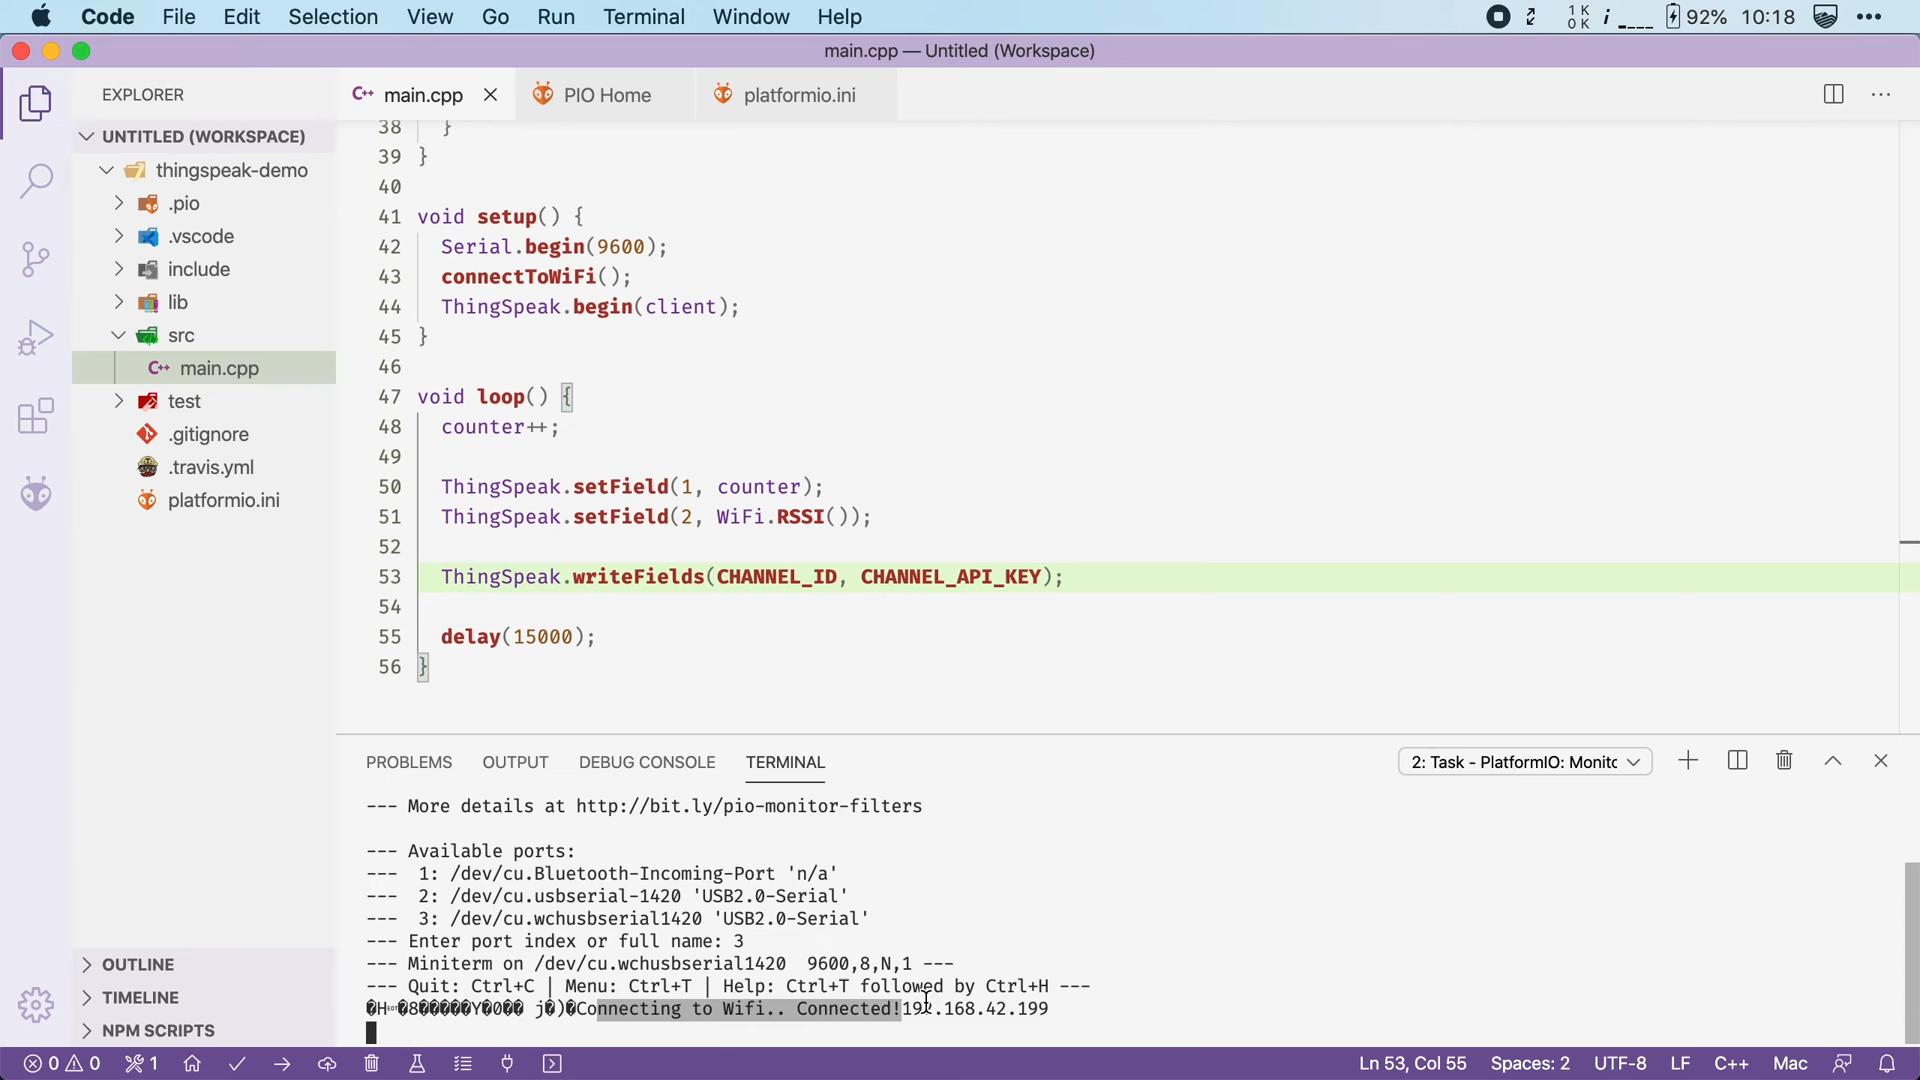 Code File Edit Selection View Go Run Terminal Window Help 1 K 0 K 92% 10:18
main.cpp — Untitled (Workspace)
EXPLORER
main.cpp
PIO Home
platformio.ini
UNTITLED (WORKSPACE)
thingspeak-demo
.pio
.vscode
include
lib
src
main.cpp
test
.gitignore
.travis.yml
platformio.ini
OUTLINE
TIMELINE
NPM SCRIPTS
38 }
39 }
40
41 void setup() {
42 Serial.begin(9600);
43 connectToWiFi();
44 ThingSpeak.begin(client);
45 }
46
47 void loop() {
48 counter++;
49
50 ThingSpeak.setField(1, counter);
51 ThingSpeak.setField(2, WiFi.RSSI());
52
53 ThingSpeak.writeFields(CHANNEL_ID, CHANNEL_API_KEY);
54
55 delay(15000);
56 }
PROBLEMS OUTPUT DEBUG CONSOLE TERMINAL
2: Task - PlatformIO: Monitc
--- More details at http://bit.ly/pio-monitor-filters
--- Available ports:
--- 1: /dev/cu.Bluetooth-Incoming-Port 'n/a'
--- 2: /dev/cu.usbserial-1420 'USB2.0-Serial'
--- 3: /dev/cu.wchusbserial1420 'USB2.0-Serial'
--- Enter port index or full name: 3
--- Miniterm on /dev/cu.wchusbserial1420 9600,8,N,1 ---
--- Quit: Ctrl+C | Menu: Ctrl+T | Help: Ctrl+T followed by Ctrl+H ---
Connecting to Wifi.. Connected!192.168.42.199
0 0 1 Ln 53, Col 55 Spaces: 2 UTF-8 LF C++ Mac